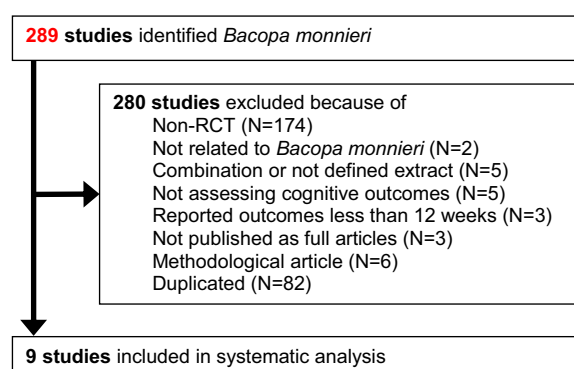 289 studies identified Bacopa monnieri
280 studies excluded because of
Non-RCT (N=174)
Not related to Bacopa monnieri (N=2)
Combination or not defined extract (N=5)
Not assessing cognitive outcomes (N=5)
Reported outcomes less than 12 weeks (N=3)
Not published as full articles (N=3)
Methodological article (N=6)
Duplicated (N=82)
9 studies included in systematic analysis